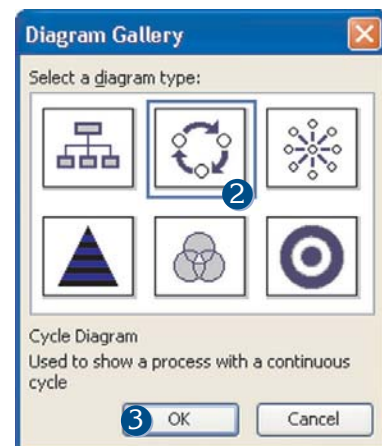 Diagram Gallery
Select a diagram type:
2
Cycle Diagram
Used to show a process with a continuous
cycle
3 OK Cancel